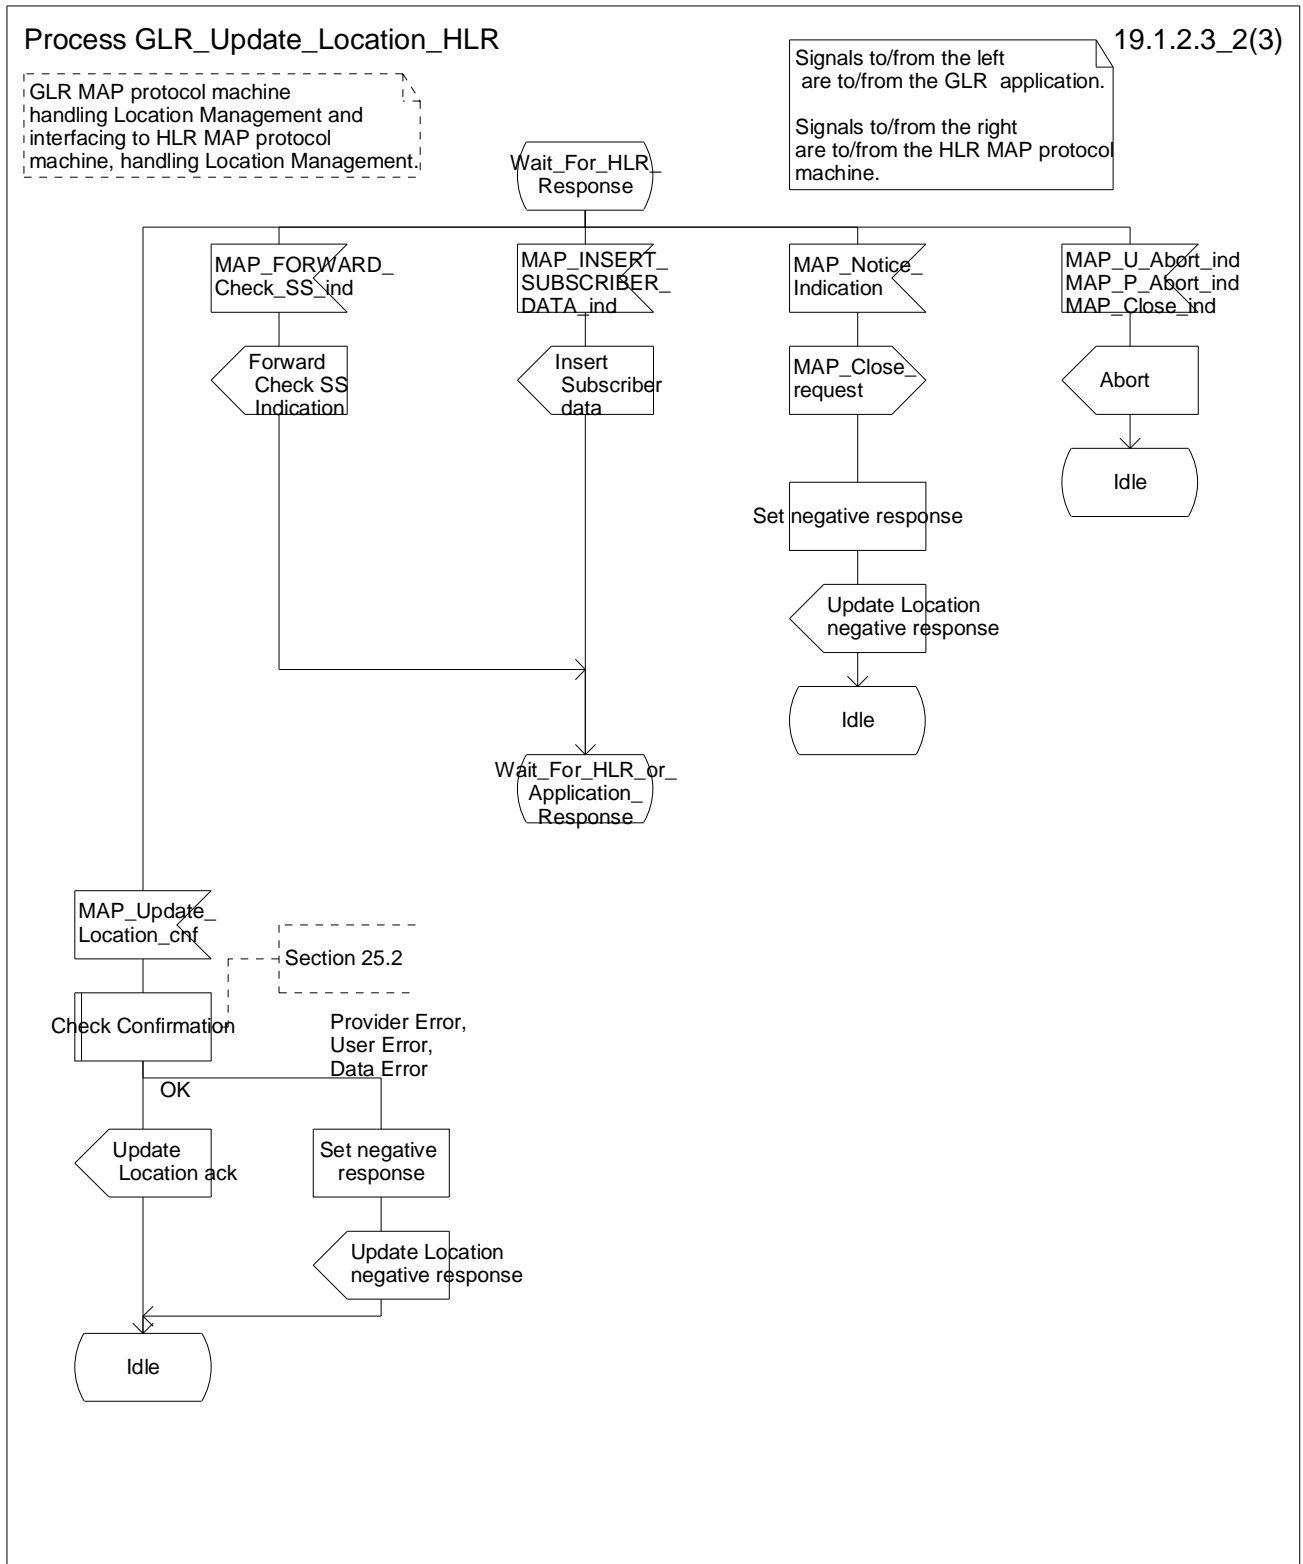 Process GLR_Update_Location_HLR
19.1.2.3_2(3)
GLR MAP protocol machine
handling Location Management and
interfacing to HLR MAP protocol
machine, handling Location Management.
Signals to/from the left
are to/from the GLR application.
Signals to/from the right
are to/from the HLR MAP protocol
machine.
Wait_For_HLR_
Response
MAP_FORWARD_
Check_SS_ind
MAP_INSERT_
SUBSCRIBER_
DATA_ind
MAP_Notice_
Indication
MAP_U_Abort_ind
MAP_P_Abort_ind
MAP_Close_ind
Forward
Check SS
Indication
Insert
Subscriber
data
MAP_Close_
request
Abort
Idle
Set negative response
Update Location
negative response
Idle
Wait_For_HLR_or_
Application_
Response
MAP_Update_
Location_cnf
Section 25.2
Check Confirmation
Provider Error,
User Error,
Data Error
OK
Update
Location ack
Set negative
response
Update Location
negative response
Idle